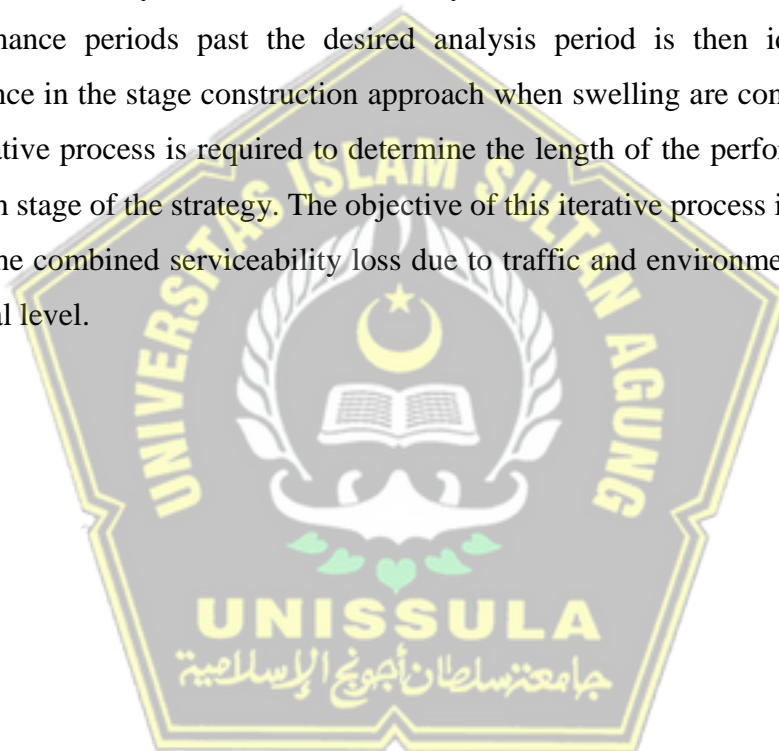 nance periods past the desired analysis period is then i
nce in the stage construction approach when swelling are con
ative process is required to determine the length of the perfor
n stage of the strategy. The objective of this iterative process i
he combined serviceability loss due to traffic and environme
al level.
UNIVERSITAS ISLAM SULTAN AGUNG
UNISSULA
جامعة سلطان أجونج الإسلامية